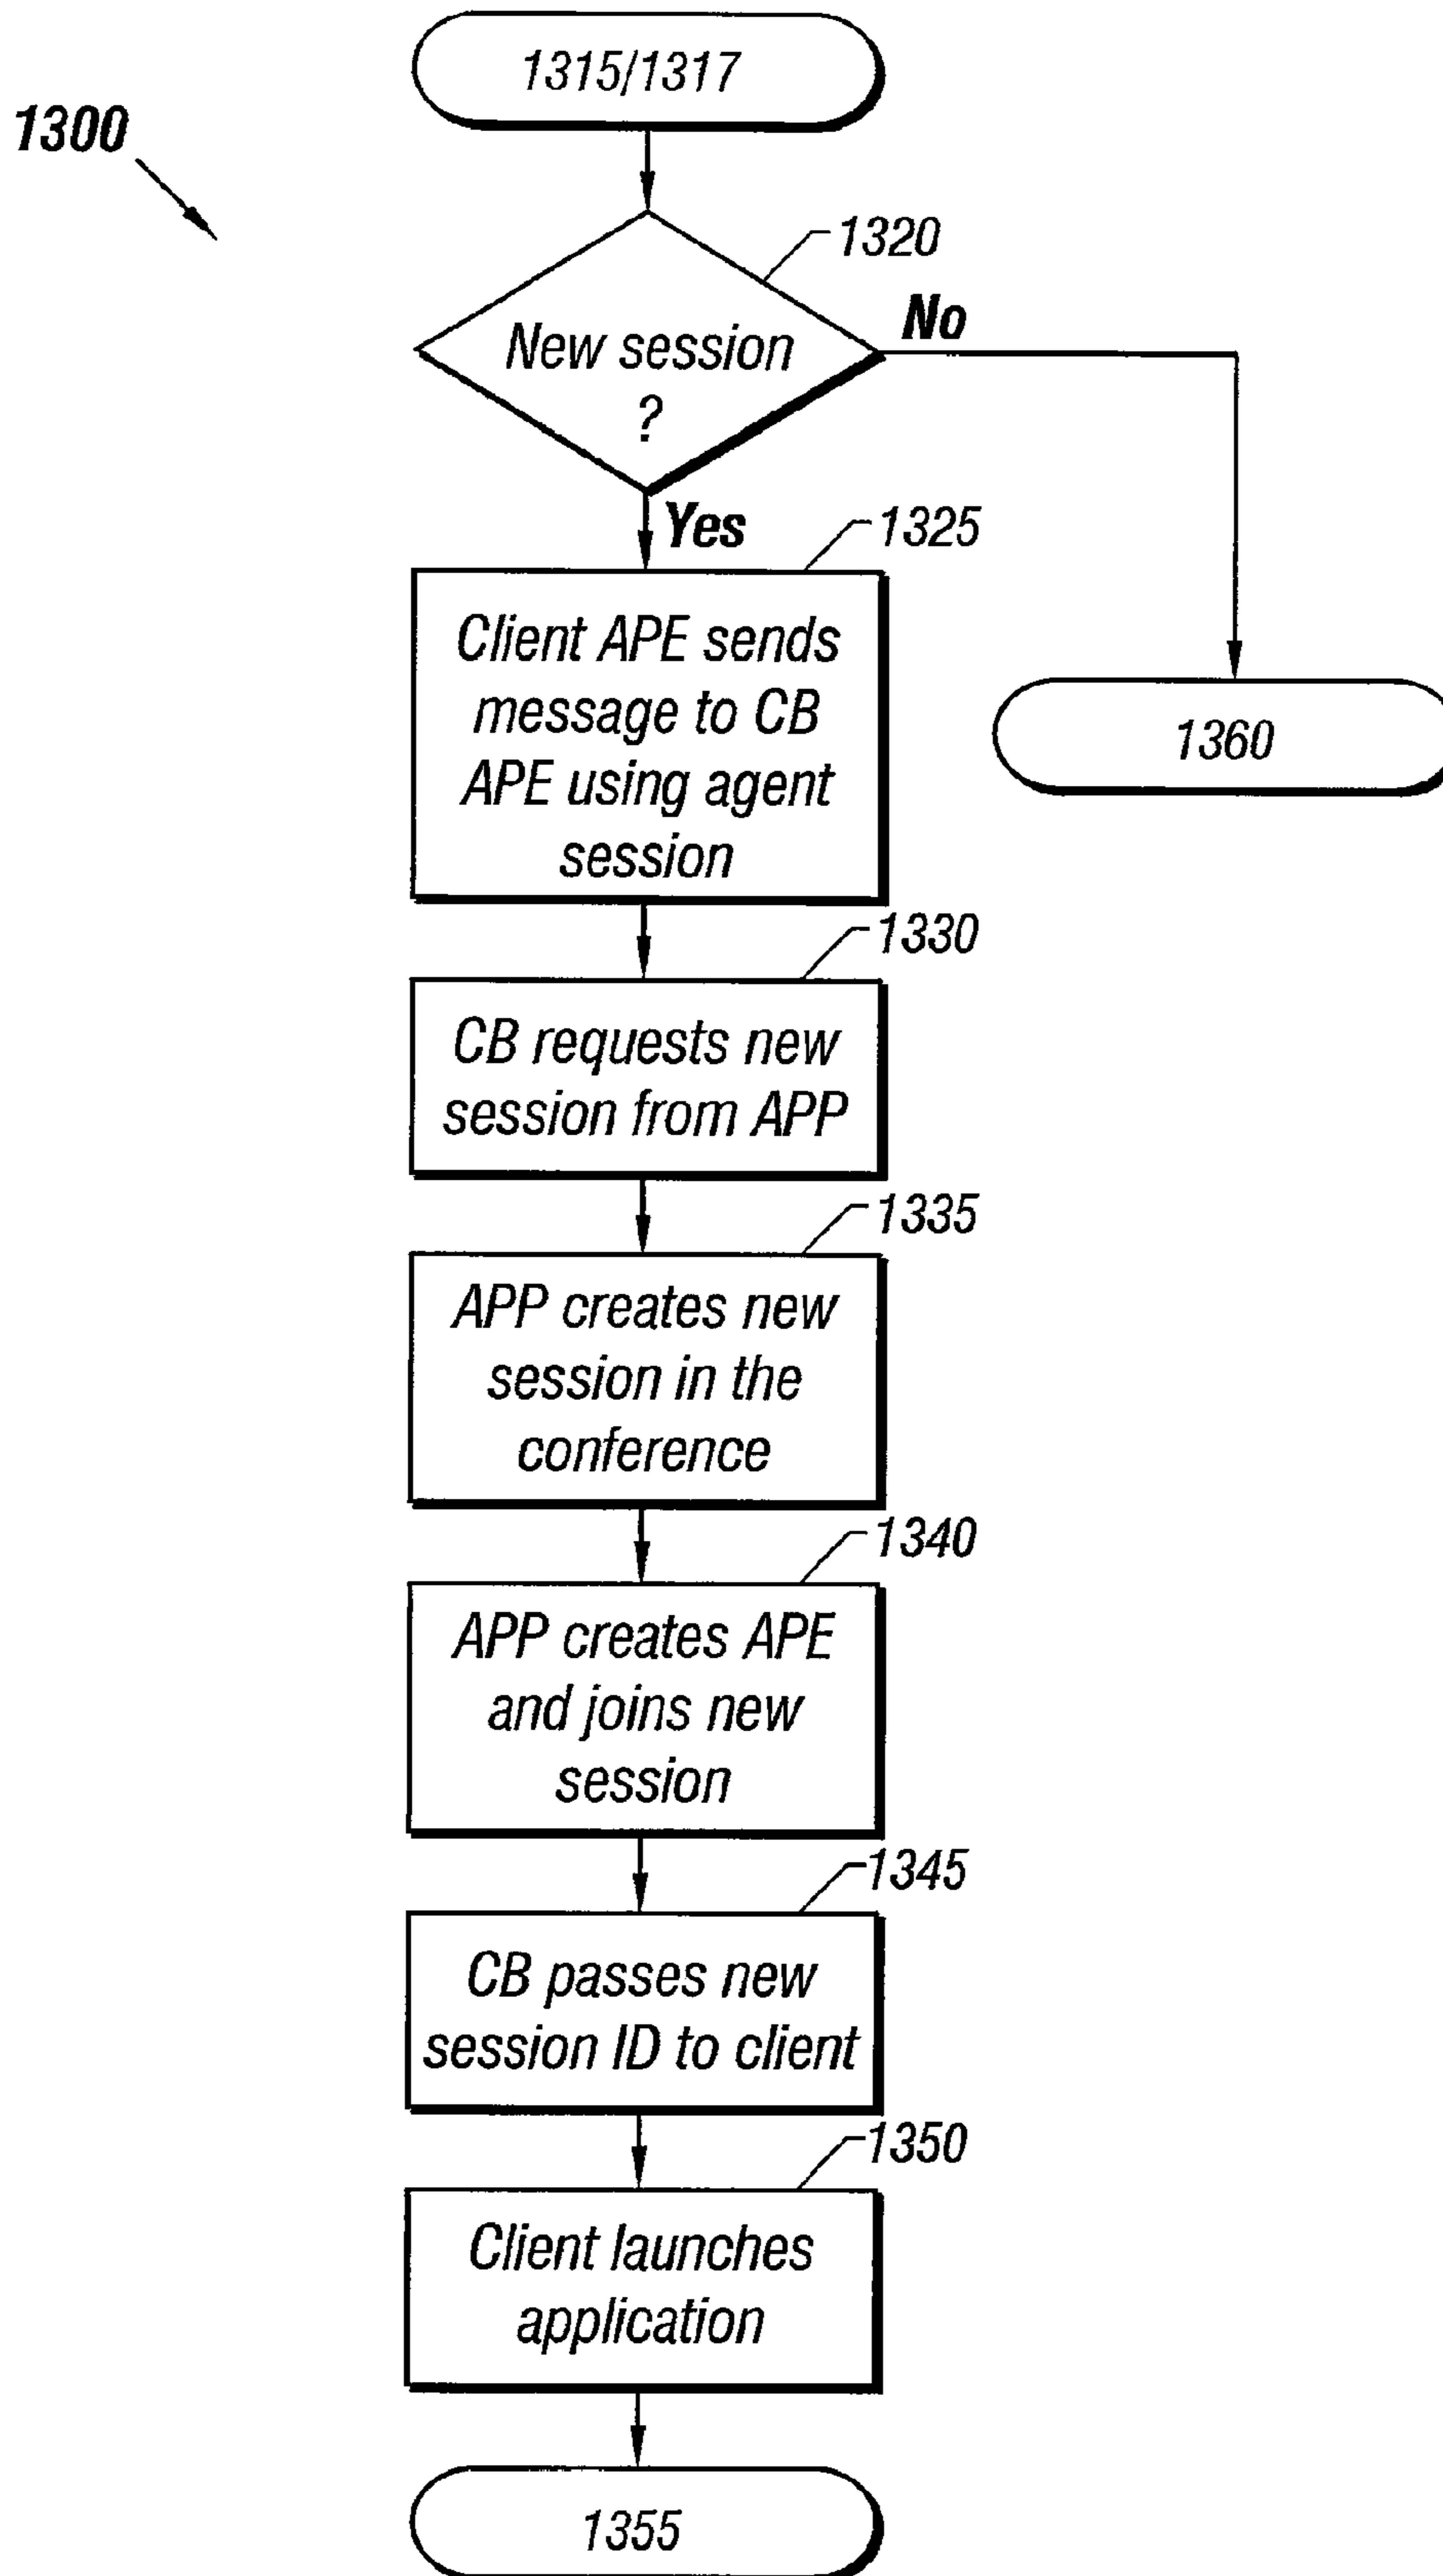 1315/1317
1300
1320
No
New session
?
Yes
1325
Client APE sends
message to CB
APE using agent
session
1360
1330
CB requests new
session from APP
1335
APP creates new
session in the
conference
1340
APP creates APE
and joins new
session
1345
CB passes new
session ID to client
1350
Client launches
application
1355